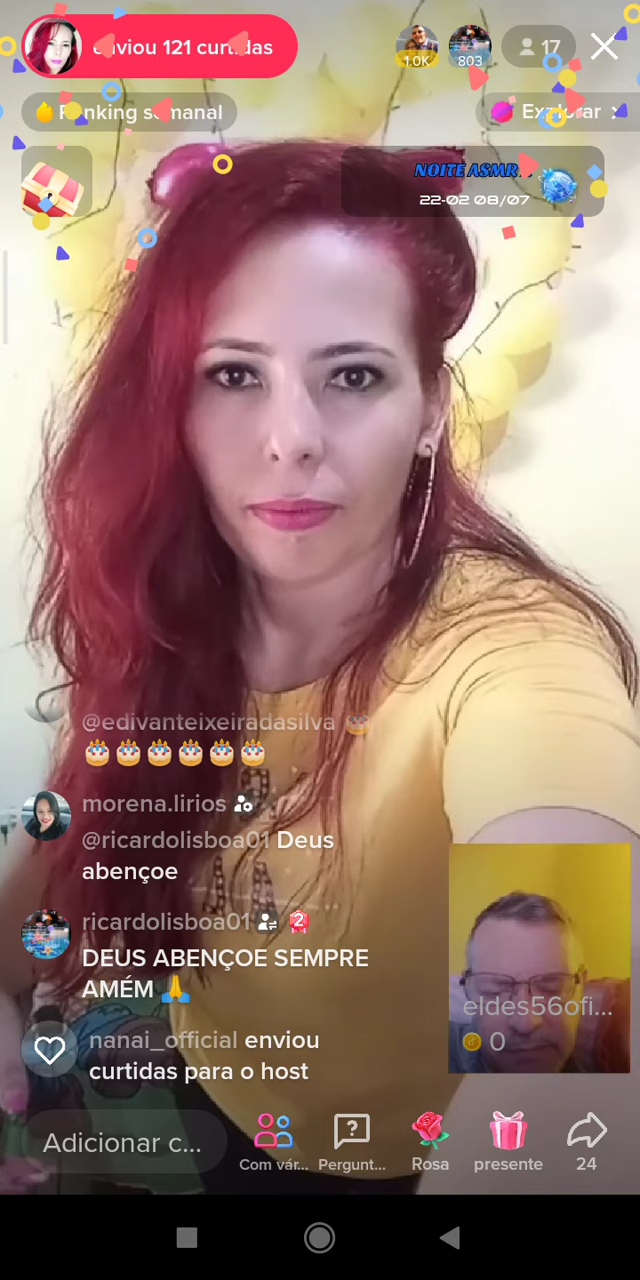 enviou 121 curtidas
1.0K
803
17
Ranking semanal
Explorar >
NOITE ASMR
22-02 08/07
@edivanteixeiradasilva 🎂
🎂🎂🎂🎂🎂🎂
morena.lirios
@ricardolisboa01 Deus
abençoe
ricardolisboa01 2
DEUS ABENÇOE SEMPRE
AMÉM 🙏
eldes56ofi...
0
nanai_official enviou
curtidas para o host
Adicionar c...
Com vár...
Pergunt...
Rosa
presente
24